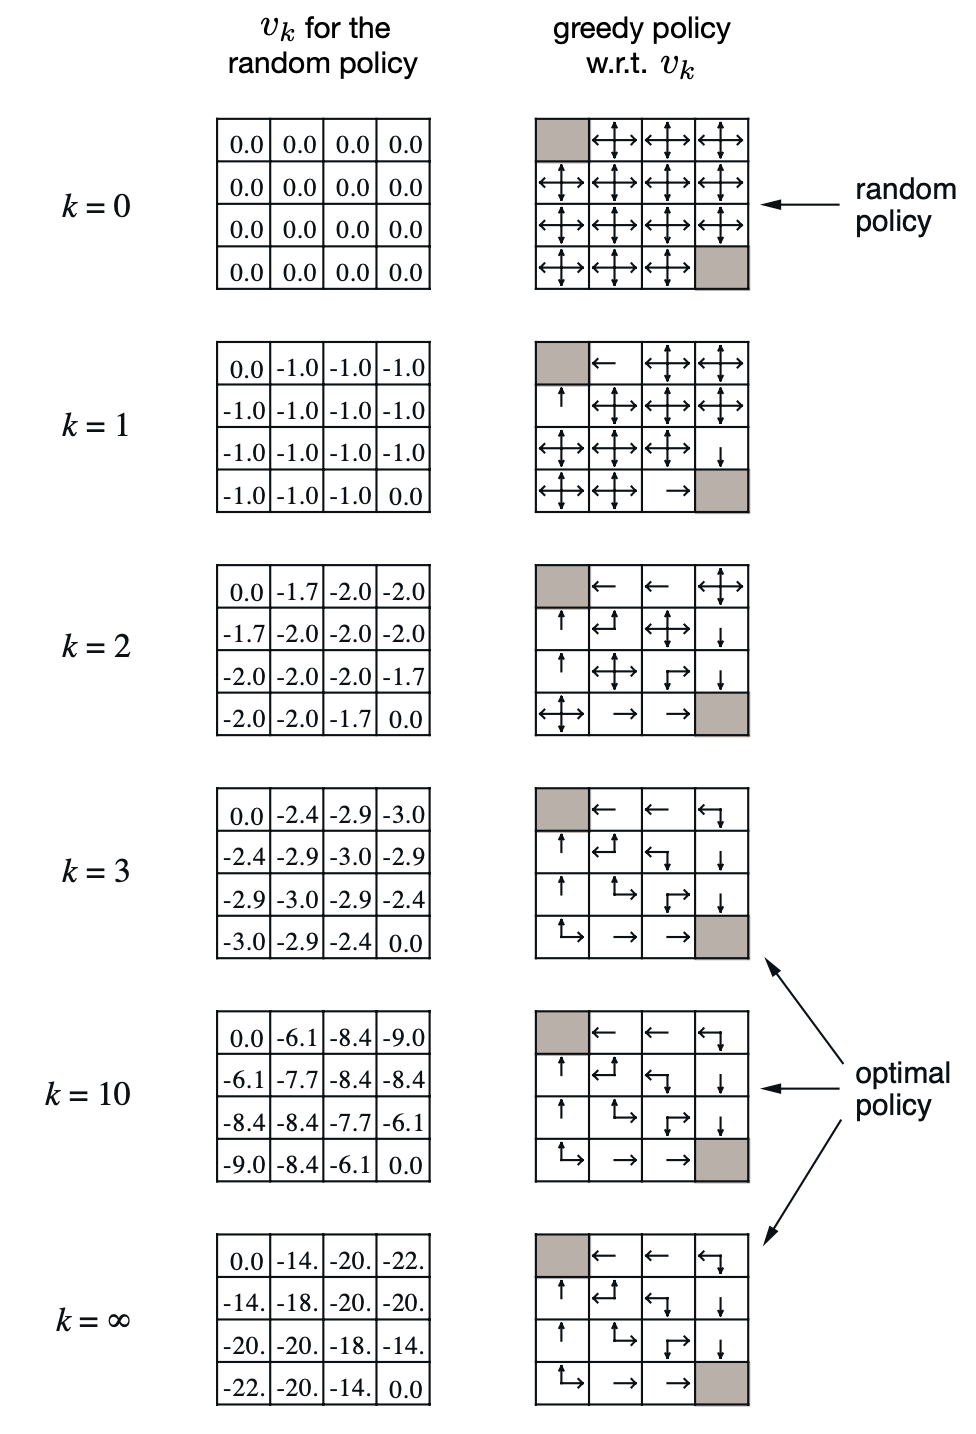 v_k for the
random policy
greedy policy
w.r.t. v_k
k = 0
0.0 0.0 0.0 0.0
0.0 0.0 0.0 0.0
0.0 0.0 0.0 0.0
0.0 0.0 0.0 0.0
random
policy
k = 1
0.0 -1.0 -1.0 -1.0
-1.0 -1.0 -1.0 -1.0
-1.0 -1.0 -1.0 -1.0
-1.0 -1.0 -1.0 0.0
k = 2
0.0 -1.7 -2.0 -2.0
-1.7 -2.0 -2.0 -2.0
-2.0 -2.0 -2.0 -1.7
-2.0 -2.0 -1.7 0.0
k = 3
0.0 -2.4 -2.9 -3.0
-2.4 -2.9 -3.0 -2.9
-2.9 -3.0 -2.9 -2.4
-3.0 -2.9 -2.4 0.0
k = 10
0.0 -6.1 -8.4 -9.0
-6.1 -7.7 -8.4 -8.4
-8.4 -8.4 -7.7 -6.1
-9.0 -8.4 -6.1 0.0
optimal
policy
k = ∞
0.0 -14. -20. -22.
-14. -18. -20. -20.
-20. -20. -18. -14.
-22. -20. -14. 0.0